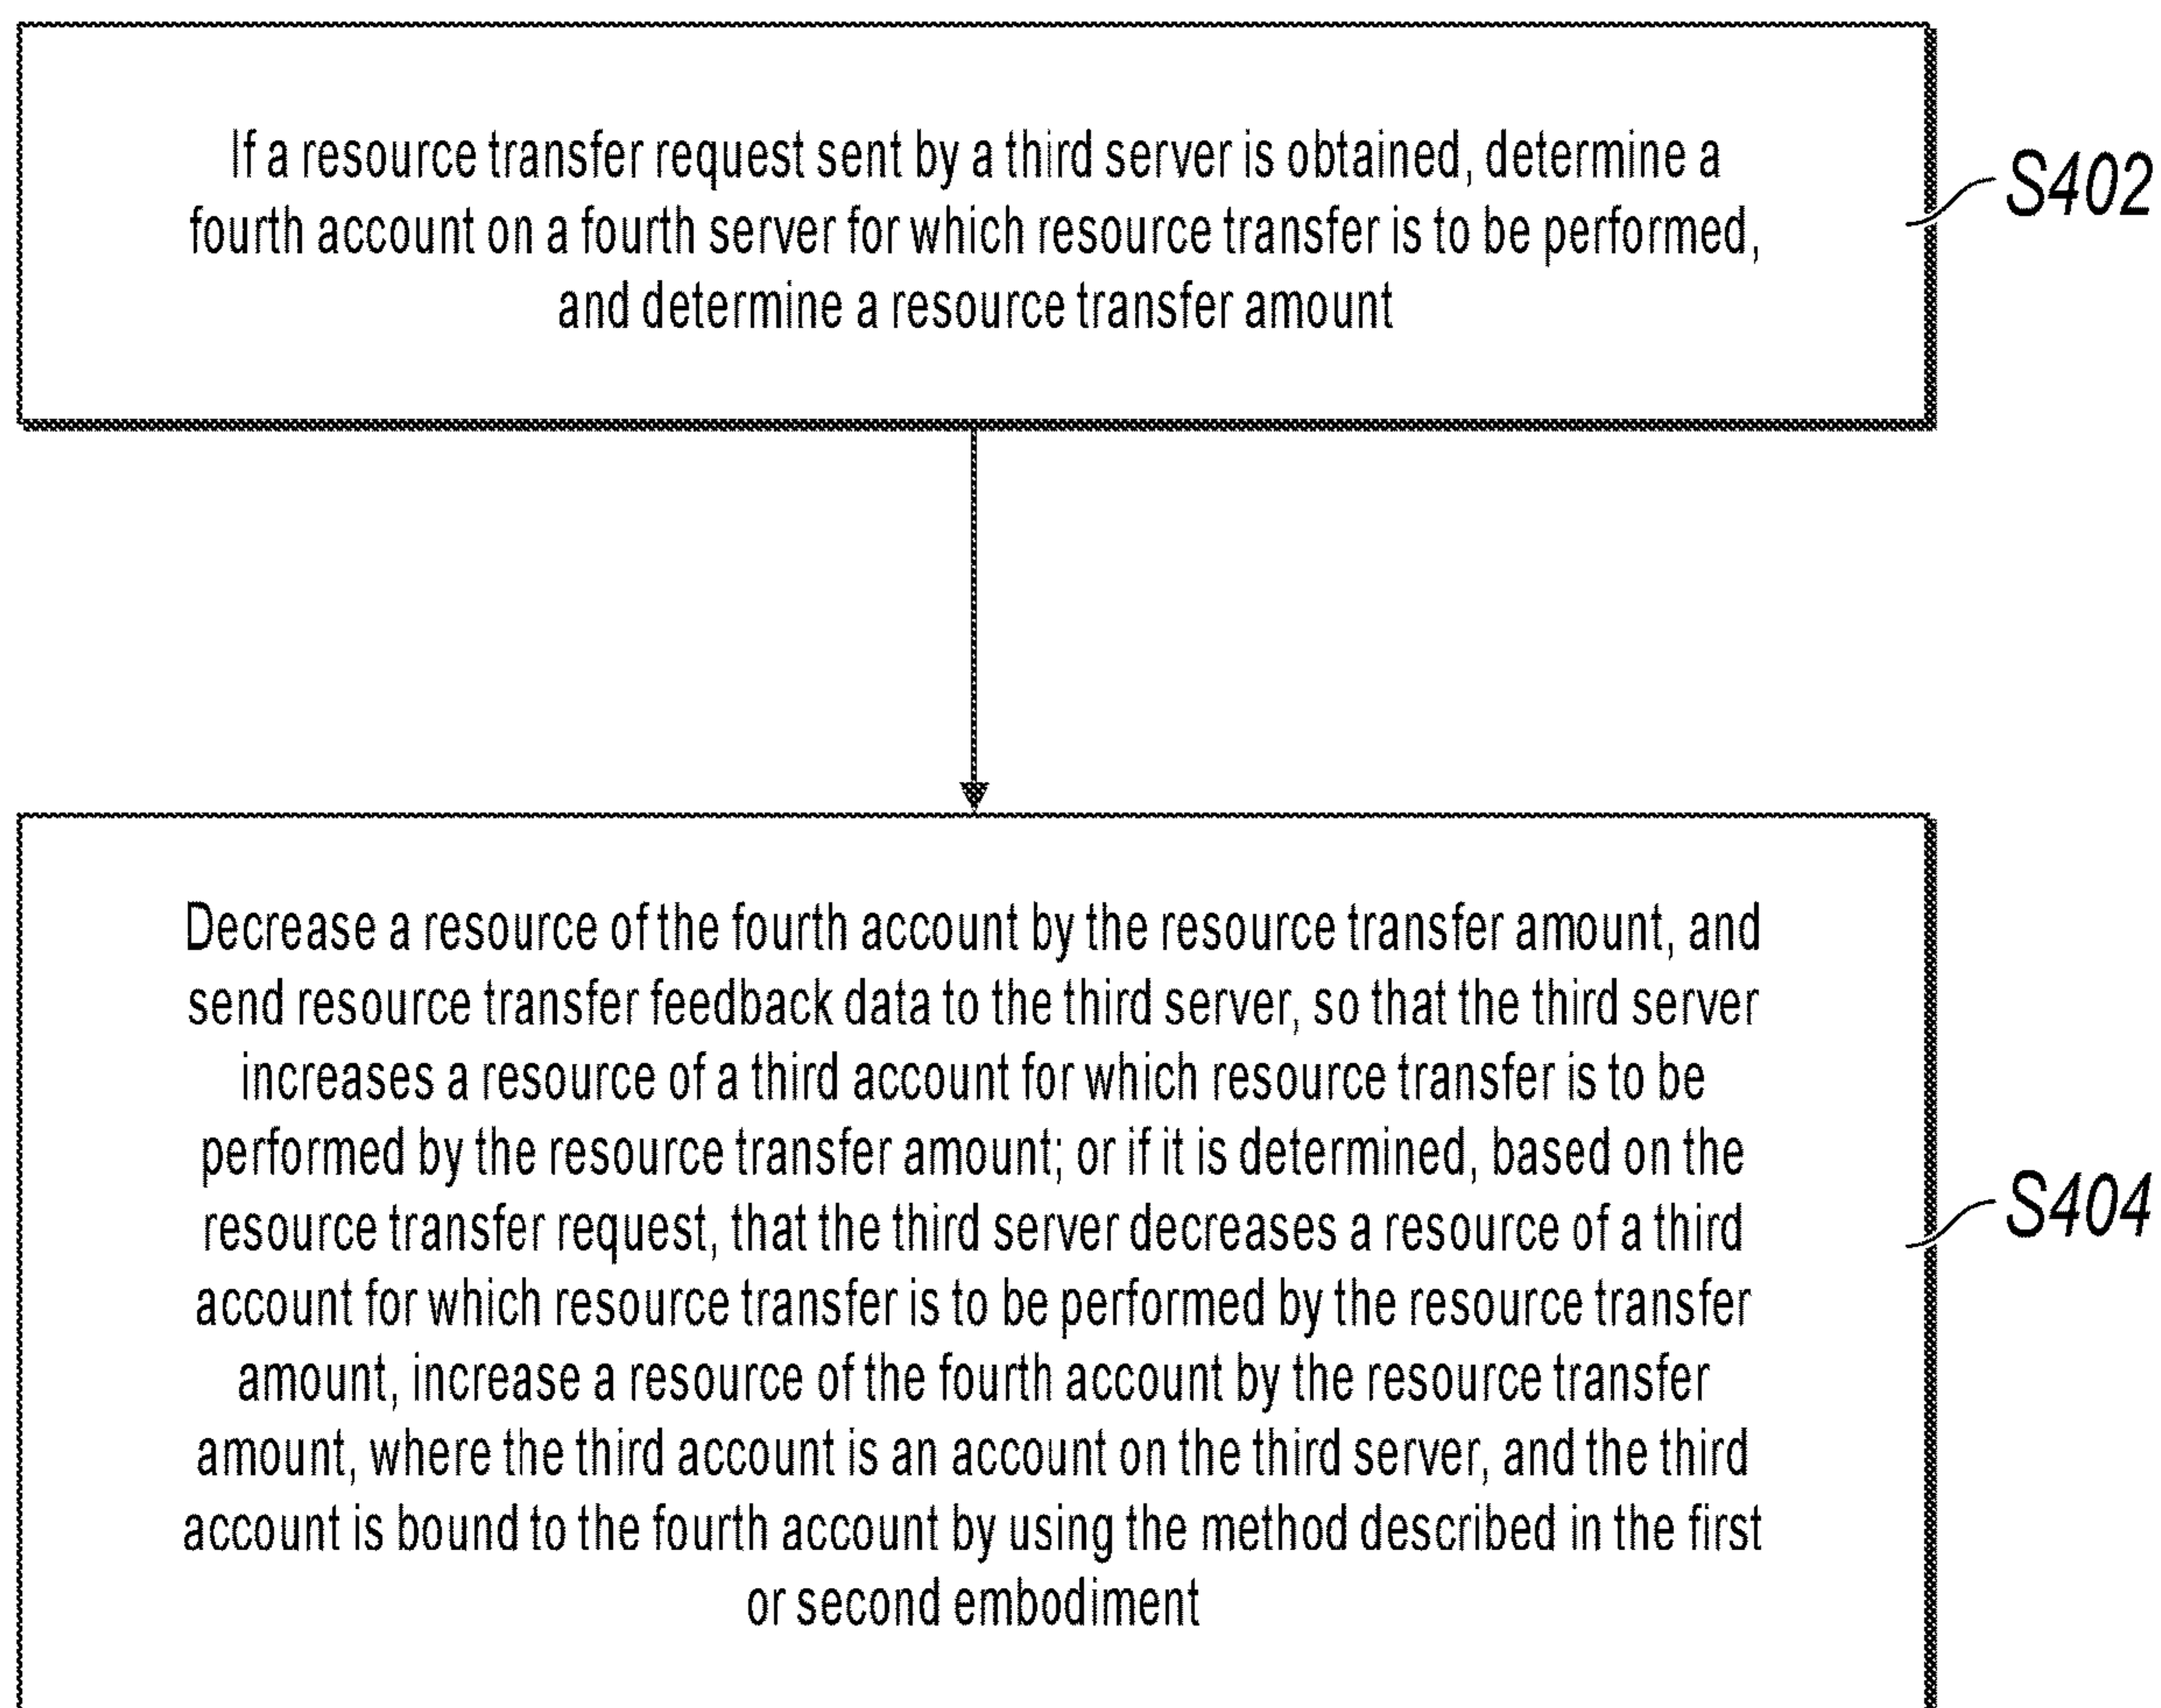 If a resource transfer request sent by a third server is obtained, determine a
fourth account on a fourth server for which resource transfer is to be performed,
and determine a resource transfer amount
S402
Decrease a resource of the fourth account by the resource transfer amount, and
send resource transfer feedback data to the third server, so that the third server
increases a resource of a third account for which resource transfer is to be
performed by the resource transfer amount; or if it is determined, based on the
resource transfer request, that the third server decreases a resource of a third
account for which resource transfer is to be performed by the resource transfer
amount, increase a resource of the fourth account by the resource transfer
amount, where the third account is an account on the third server, and the third
account is bound to the fourth account by using the method described in the first
or second embodiment
S404